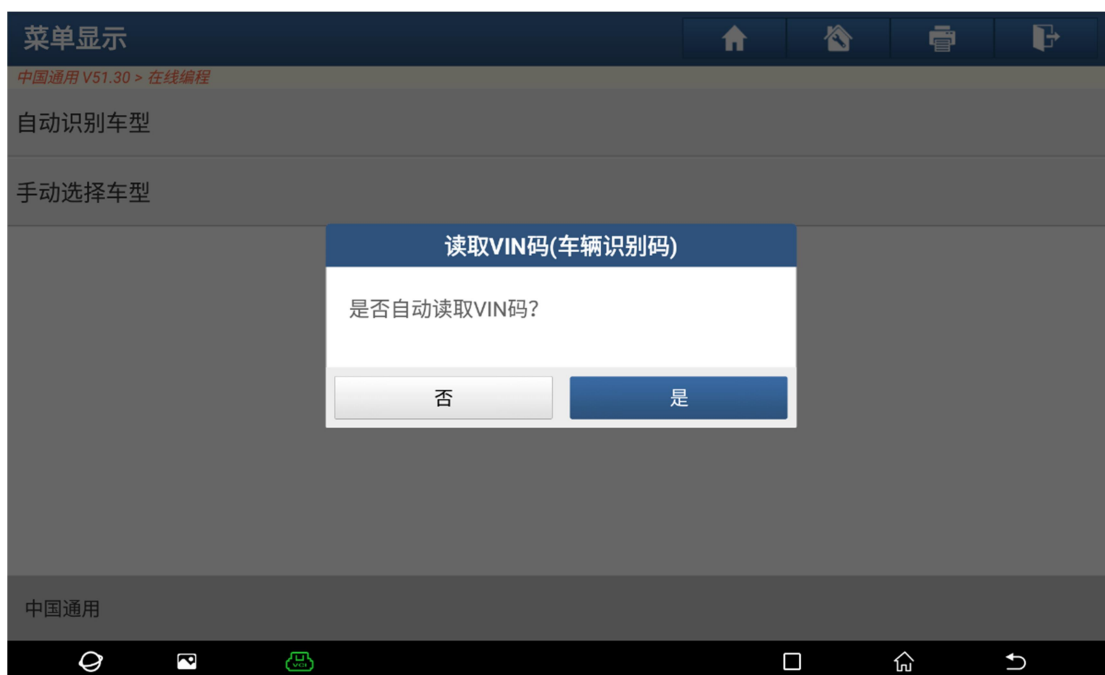 菜单显示
中国通用 V51.30 > 在线编程
自动识别车型
手动选择车型
读取VIN码(车辆识别码)
是否自动读取VIN码?
否
是
中国通用
VCI